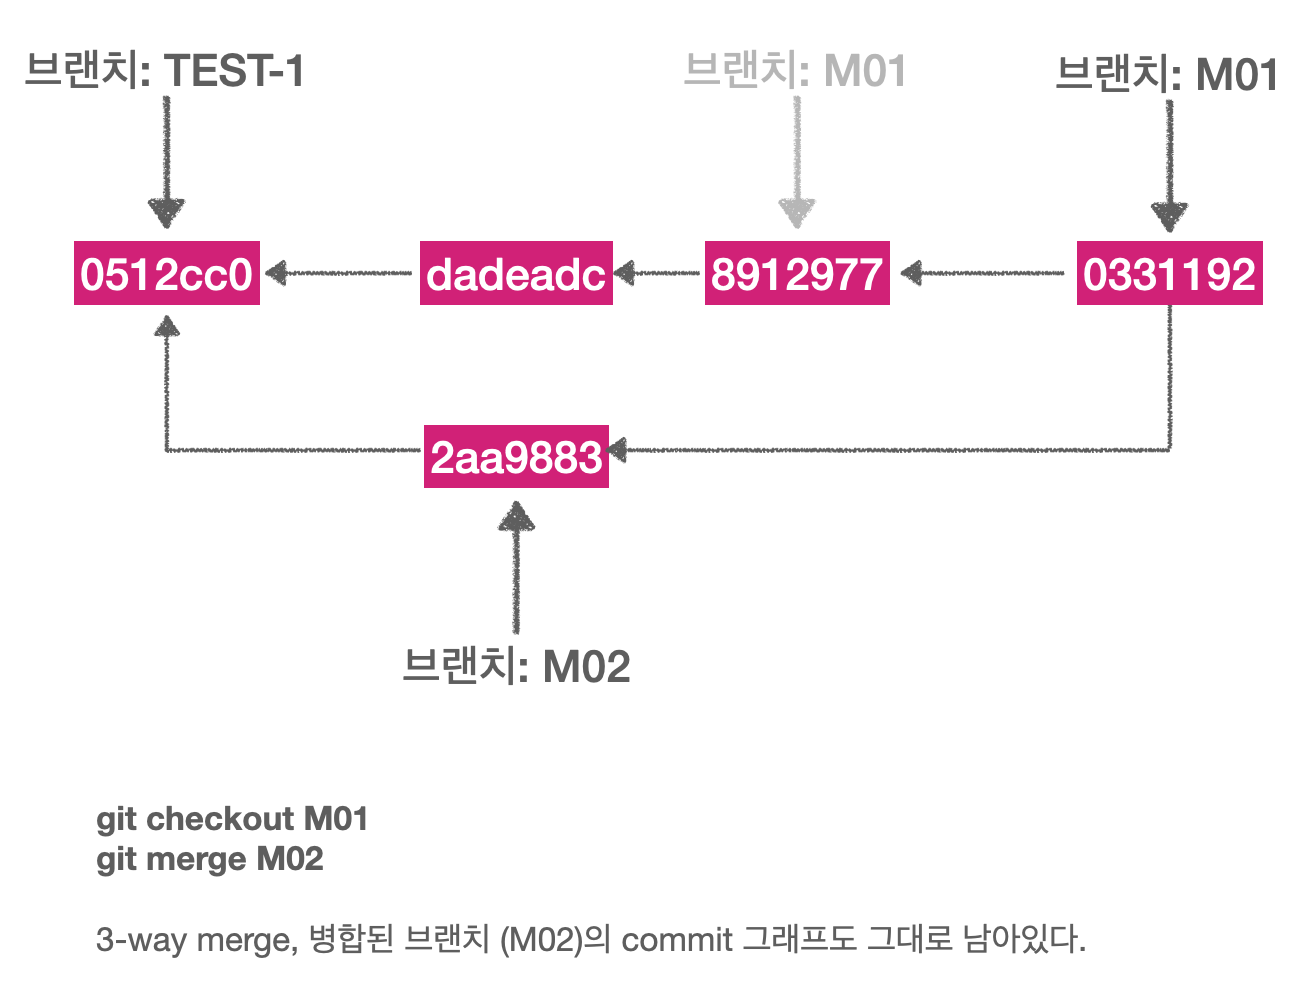 브랜치: TEST-1
브랜치: M01
브랜치: M01
0512cc0
dadeadc
8912977
0331192
2aa9883
브랜치: M02
git checkout M01
git merge M02
3-way merge, 병합된 브랜치 (M02)의 commit 그래프도 그대로 남아있다.